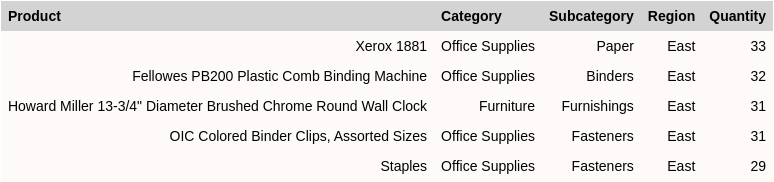 Product Category Subcategory Region Quantity
Xerox 1881 Office Supplies Paper East 33
Fellowes PB200 Plastic Comb Binding Machine Office Supplies Binders East 32
Howard Miller 13-3/4" Diameter Brushed Chrome Round Wall Clock Furniture Furnishings East 31
OIC Colored Binder Clips, Assorted Sizes Office Supplies Fasteners East 31
Staples Office Supplies Fasteners East 29